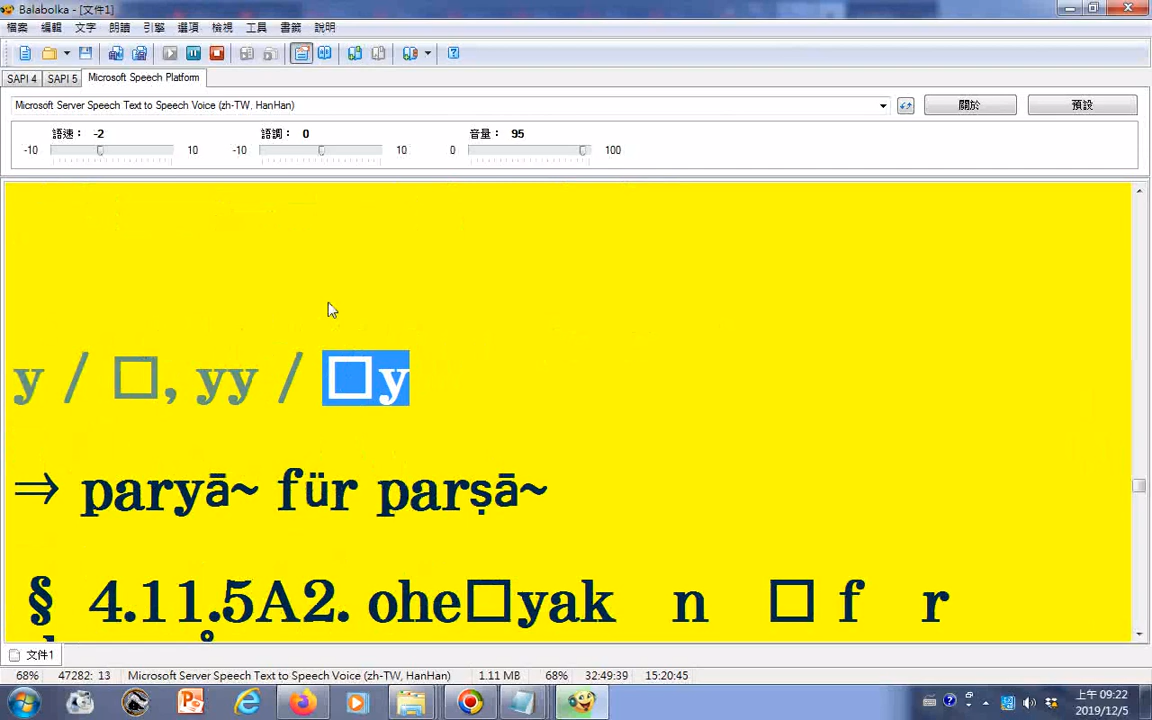 Balabolka - [文件1]
檔案 編輯 文字 朗讀 引擎 選項 檢視 工具 書籤 說明
SAPI 4 SAPI 5 Microsoft Speech Platform
Microsoft Server Speech Text to Speech Voice (zh-TW, HanHan) 關於 預設
語速： -2 語調： 0 音量： 95
-10 10 -10 10 0 100
y / □, yy / □y
⇒ paryā~ für parṣā~
§ 4.11.5A2. ohe□yak n □ f r
文件1
68% 47282: 13 Microsoft Server Speech Text to Speech Voice (zh-TW, HanHan) 1.11 MB 68% 32:49:39 15:20:45
上午 09:22
2019/12/5